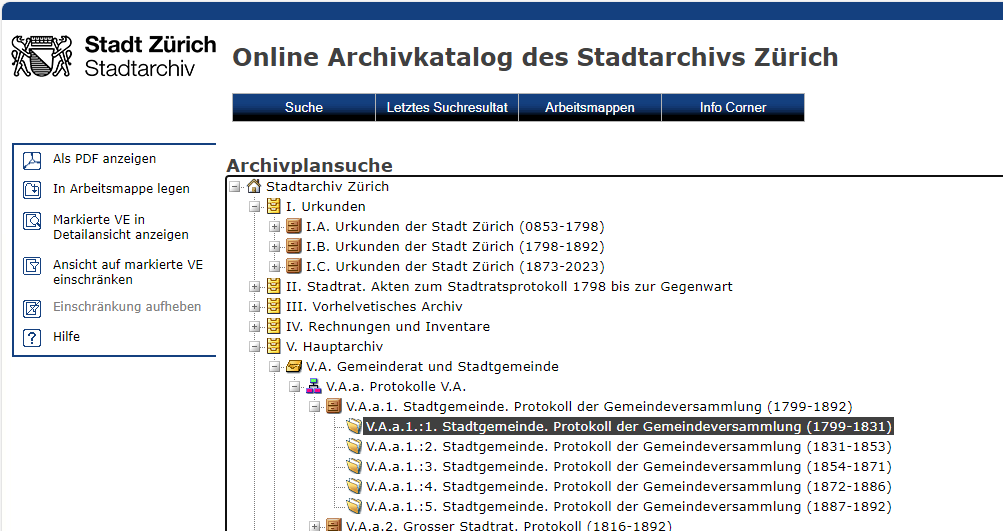 Stadt Zürich
Stadtarchiv
Online Archivkatalog des Stadtarchivs Zürich
Suche
Letztes Suchresultat
Arbeitsmappen
Info Corner
Als PDF anzeigen
In Arbeitsmappe legen
Markierte VE in
Detailansicht anzeigen
Ansicht auf markierte VE
einschränken
Einschränkung aufheben
Hilfe
Archivplansuche
Stadtarchiv Zürich
I. Urkunden
I.A. Urkunden der Stadt Zürich (0853-1798)
I.B. Urkunden der Stadt Zürich (1798-1892)
I.C. Urkunden der Stadt Zürich (1873-2023)
II. Stadtrat. Akten zum Stadtratsprotokoll 1798 bis zur Gegenwart
III. Vorhelvetisches Archiv
IV. Rechnungen und Inventare
V. Hauptarchiv
V.A. Gemeinderat und Stadtgemeinde
V.A.a. Protokolle V.A.
V.A.a.1. Stadtgemeinde. Protokoll der Gemeindeversammlung (1799-1892)
V.A.a.1.:1. Stadtgemeinde. Protokoll der Gemeindeversammlung (1799-1831)
V.A.a.1.:2. Stadtgemeinde. Protokoll der Gemeindeversammlung (1831-1853)
V.A.a.1.:3. Stadtgemeinde. Protokoll der Gemeindeversammlung (1854-1871)
V.A.a.1.:4. Stadtgemeinde. Protokoll der Gemeindeversammlung (1872-1886)
V.A.a.1.:5. Stadtgemeinde. Protokoll der Gemeindeversammlung (1887-1892)
V.A.a.2. Grosser Stadtrat. Protokoll (1816-1892)